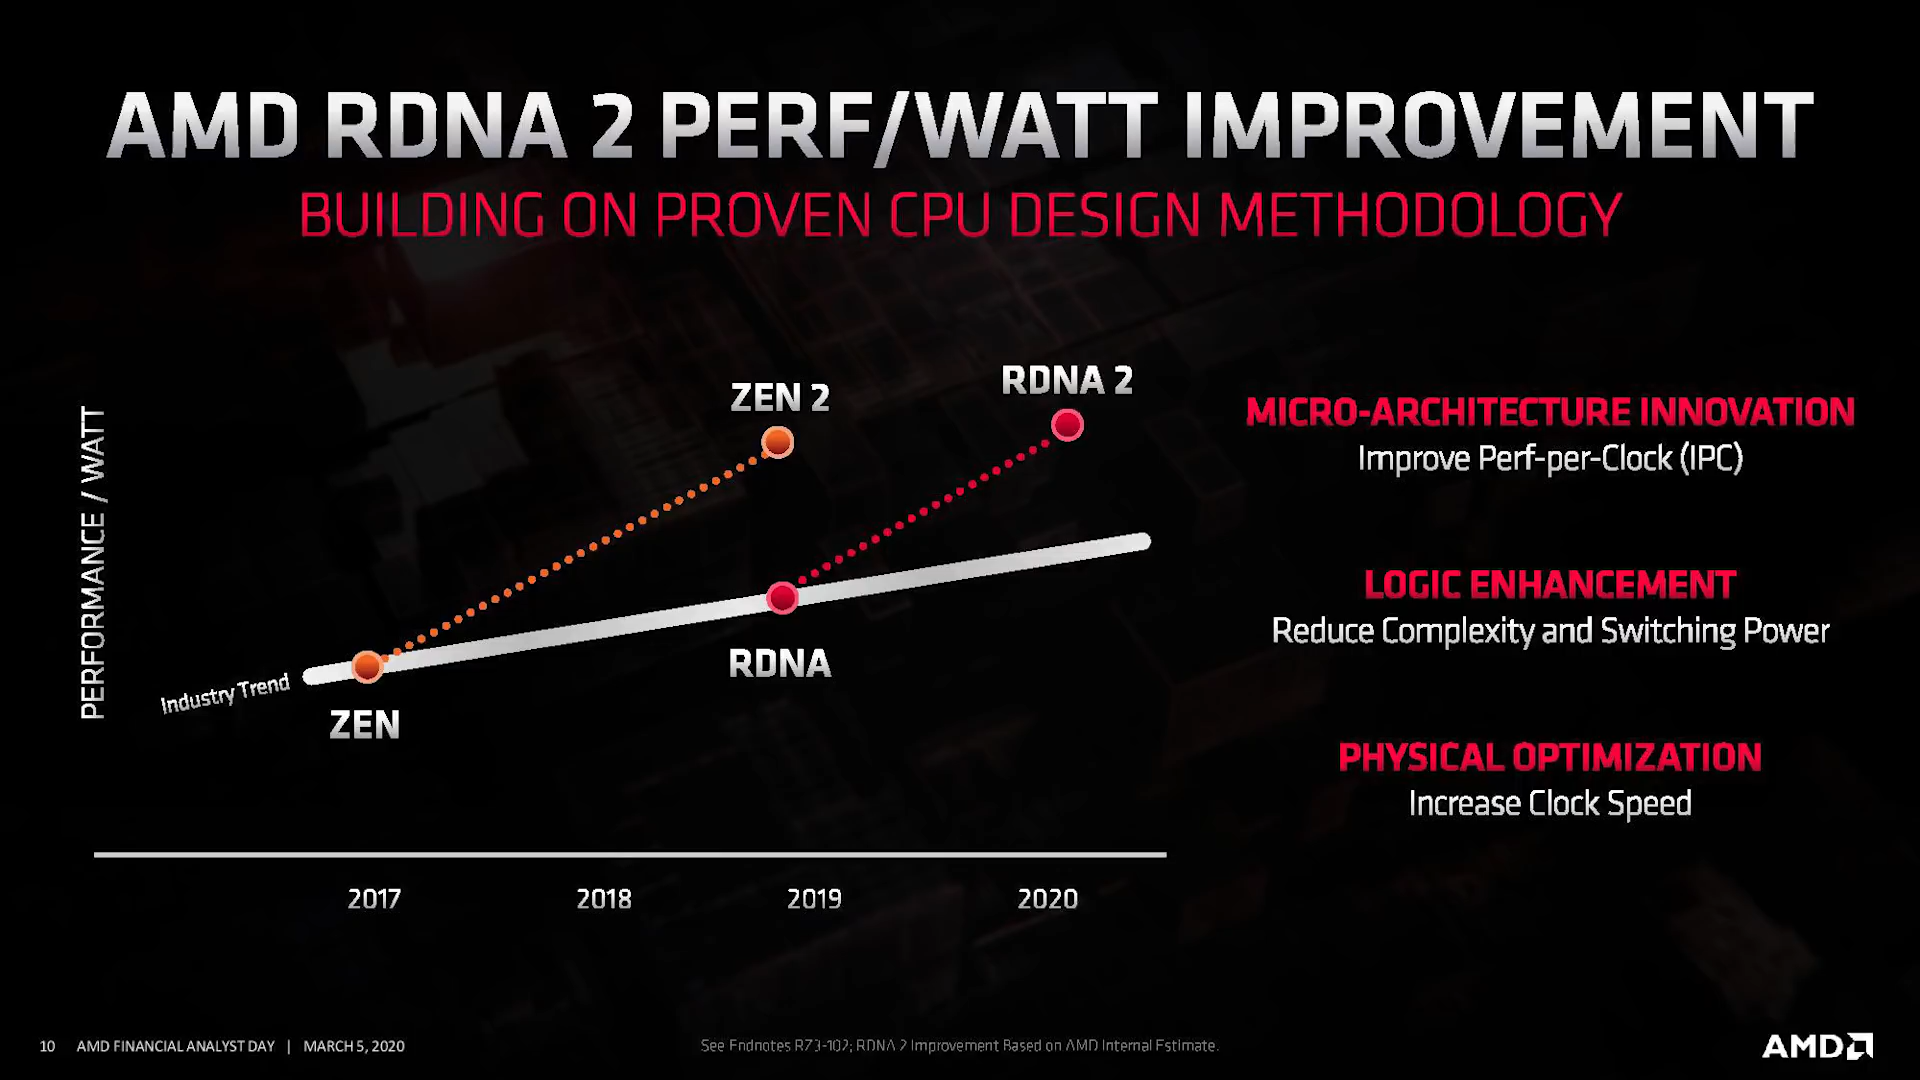 AMD RDNA 2 PERF/WATT IMPROVEMENT
BUILDING ON PROVEN CPU DESIGN METHODOLOGY
PERFORMANCE / WATT
ZEN 2
RDNA 2
RDNA
ZEN
Industry Trend
2017 2018 2019 2020
MICRO-ARCHITECTURE INNOVATION
Improve Perf-per-Clock (IPC)
LOGIC ENHANCEMENT
Reduce Complexity and Switching Power
PHYSICAL OPTIMIZATION
Increase Clock Speed
10 AMD FINANCIAL ANALYST DAY | MARCH 5, 2020
See Endnotes RZ3-102; RDNA 2 Improvement Based on AMD Internal Estimate.
AMD